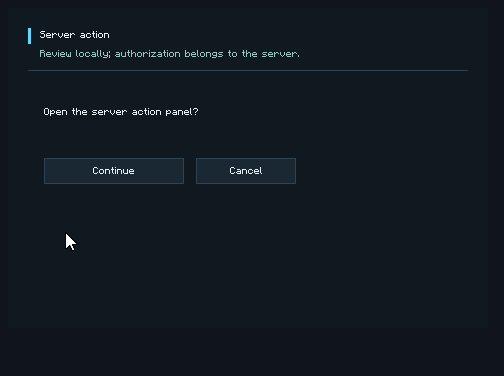 Server action
Review locally; authorization belongs to the server.
Open the server action panel?
Continue
Cancel